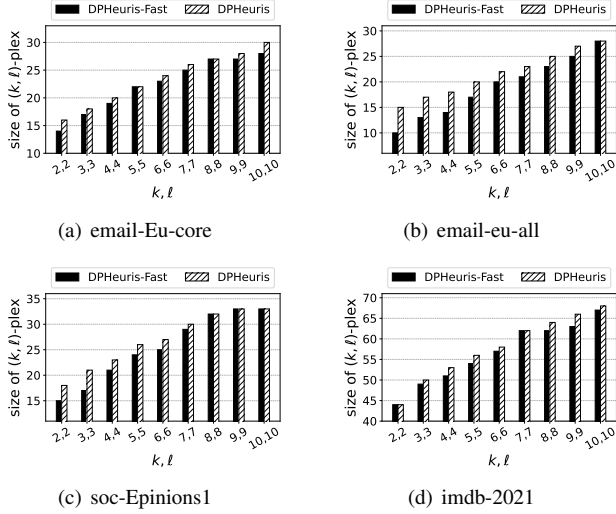 DPHeuris-Fast DPHeuris
size of (k, ℓ)-plex
30
25
20
15
10
2,2 3,3 4,4 5,5 6,6 7,7 8,8 9,9 10,10
k, ℓ
(a) email-Eu-core
DPHeuris-Fast DPHeuris
size of (k, ℓ)-plex
30
25
20
15
10
2,2 3,3 4,4 5,5 6,6 7,7 8,8 9,9 10,10
k, ℓ
(b) email-eu-all
DPHeuris-Fast DPHeuris
size of (k, ℓ)-plex
35
30
25
20
15
2,2 3,3 4,4 5,5 6,6 7,7 8,8 9,9 10,10
k, ℓ
(c) soc-Epinions1
DPHeuris-Fast DPHeuris
size of (k, ℓ)-plex
70
65
60
55
50
45
40
2,2 3,3 4,4 5,5 6,6 7,7 8,8 9,9 10,10
k, ℓ
(d) imdb-2021